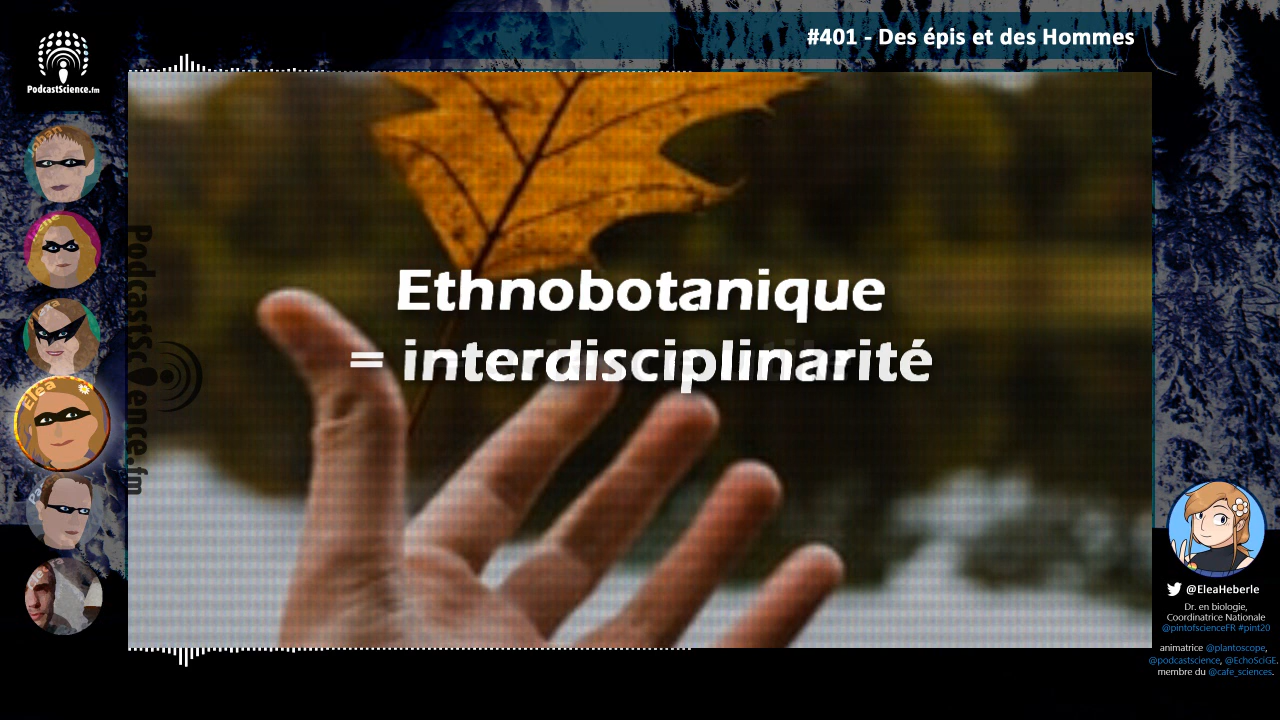 #401 - Des épis et des Hommes
PodcastScience.fm
Ethnobotanique
= interdisciplinarité
PodcastScience.fm
Eléa
@EleaHeberle
Dr. en biologie,
Coordinatrice Nationale
@pintofscienceFR #pint20
animatrice @plantoscope,
@podcastscience, @EchoSciGE.
membre du @cafe_sciences.